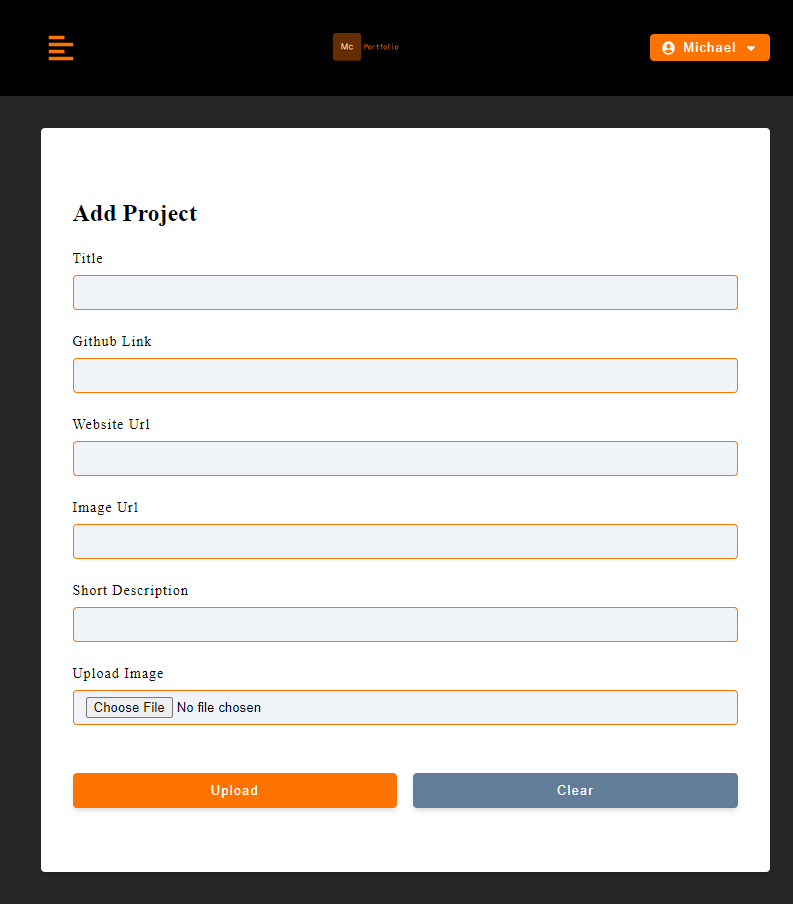 Mc Portfolio Michael
Add Project
Title
Github Link
Website Url
Image Url
Short Description
Upload Image
Choose File No file chosen
Upload Clear